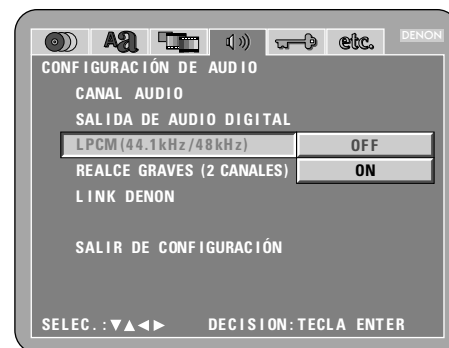 Aa etc. DENON
CONFIGURACIÓN DE AUDIO
CANAL AUDIO
SALIDA DE AUDIO DIGITAL
LPCM(44.1kHz/48kHz) OFF
REALCE GRAVES (2 CANALES) ON
LINK DENON
SALIR DE CONFIGURACIÓN
SELEC.:▼▲◀▶ DECISION:TECLA ENTER